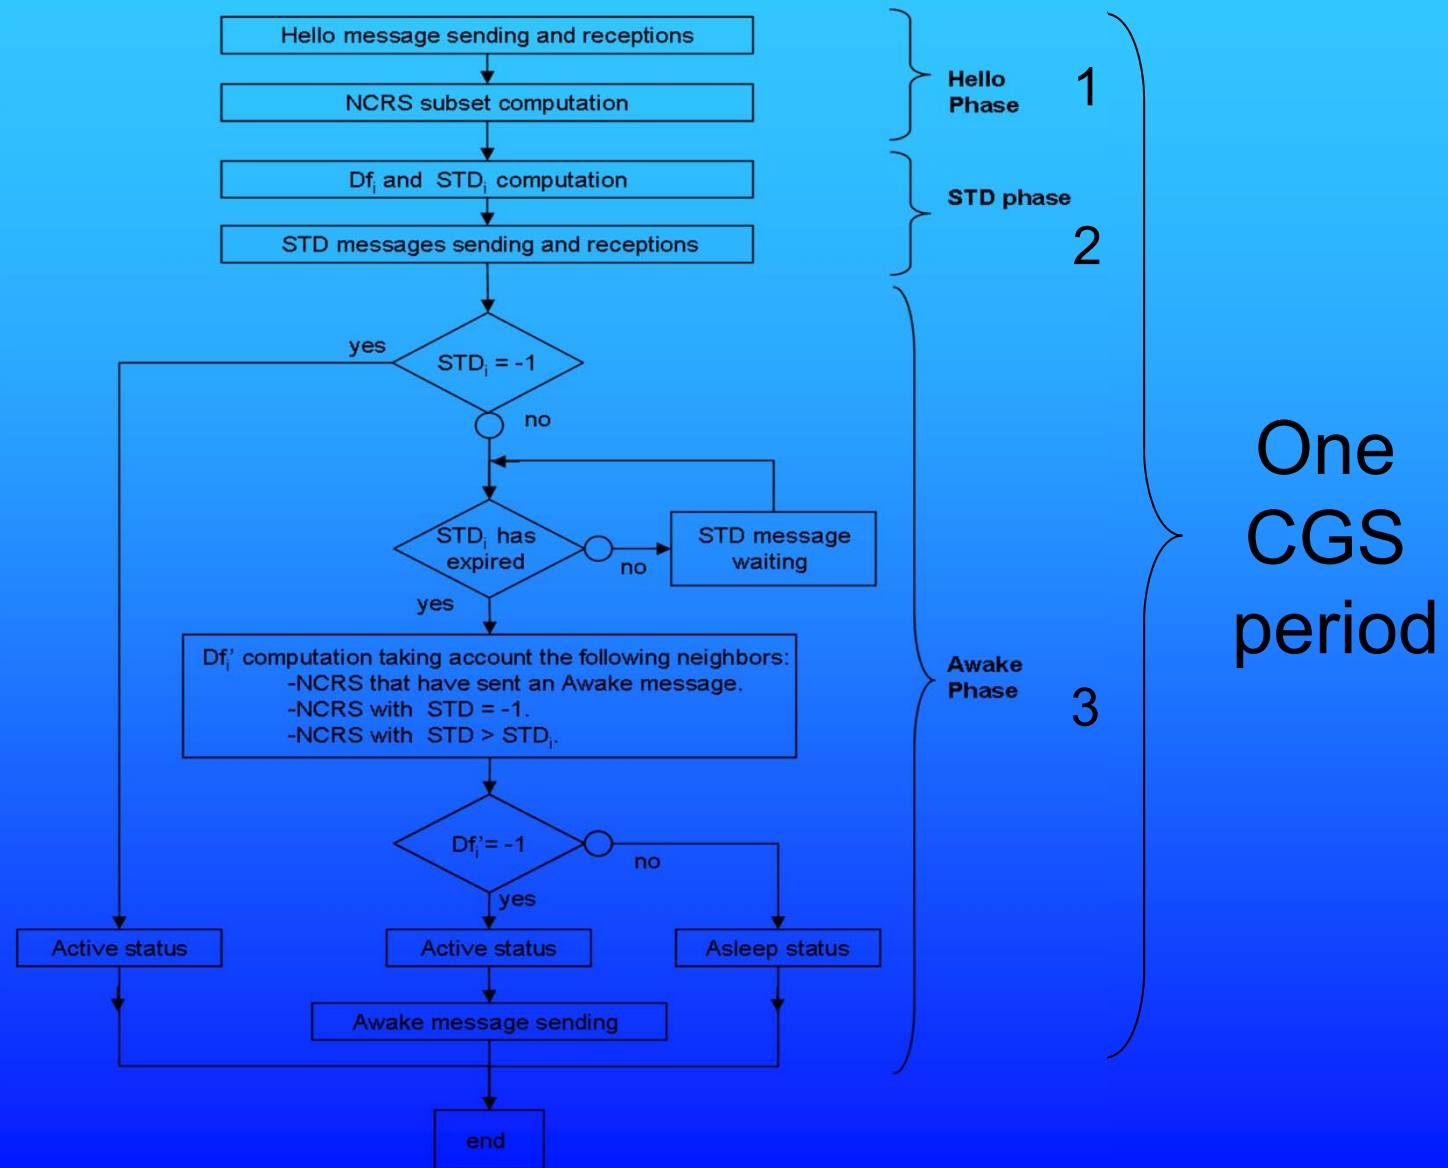 Hello message sending and receptions
NCRS subset computation
Hello
Phase
1
Dfi and STDi computation
STD messages sending and receptions
STD phase
2
STDi = -1
yes
no
STDi has
expired
no
yes
STD message
waiting
Dfi’ computation taking account the following neighbors:
-NCRS that have sent an Awake message.
-NCRS with STD = -1.
-NCRS with STD > STDi.
Dfi’= -1
no
yes
Active status
Active status
Asleep status
Awake message sending
end
Awake
Phase
3
One
CGS
period